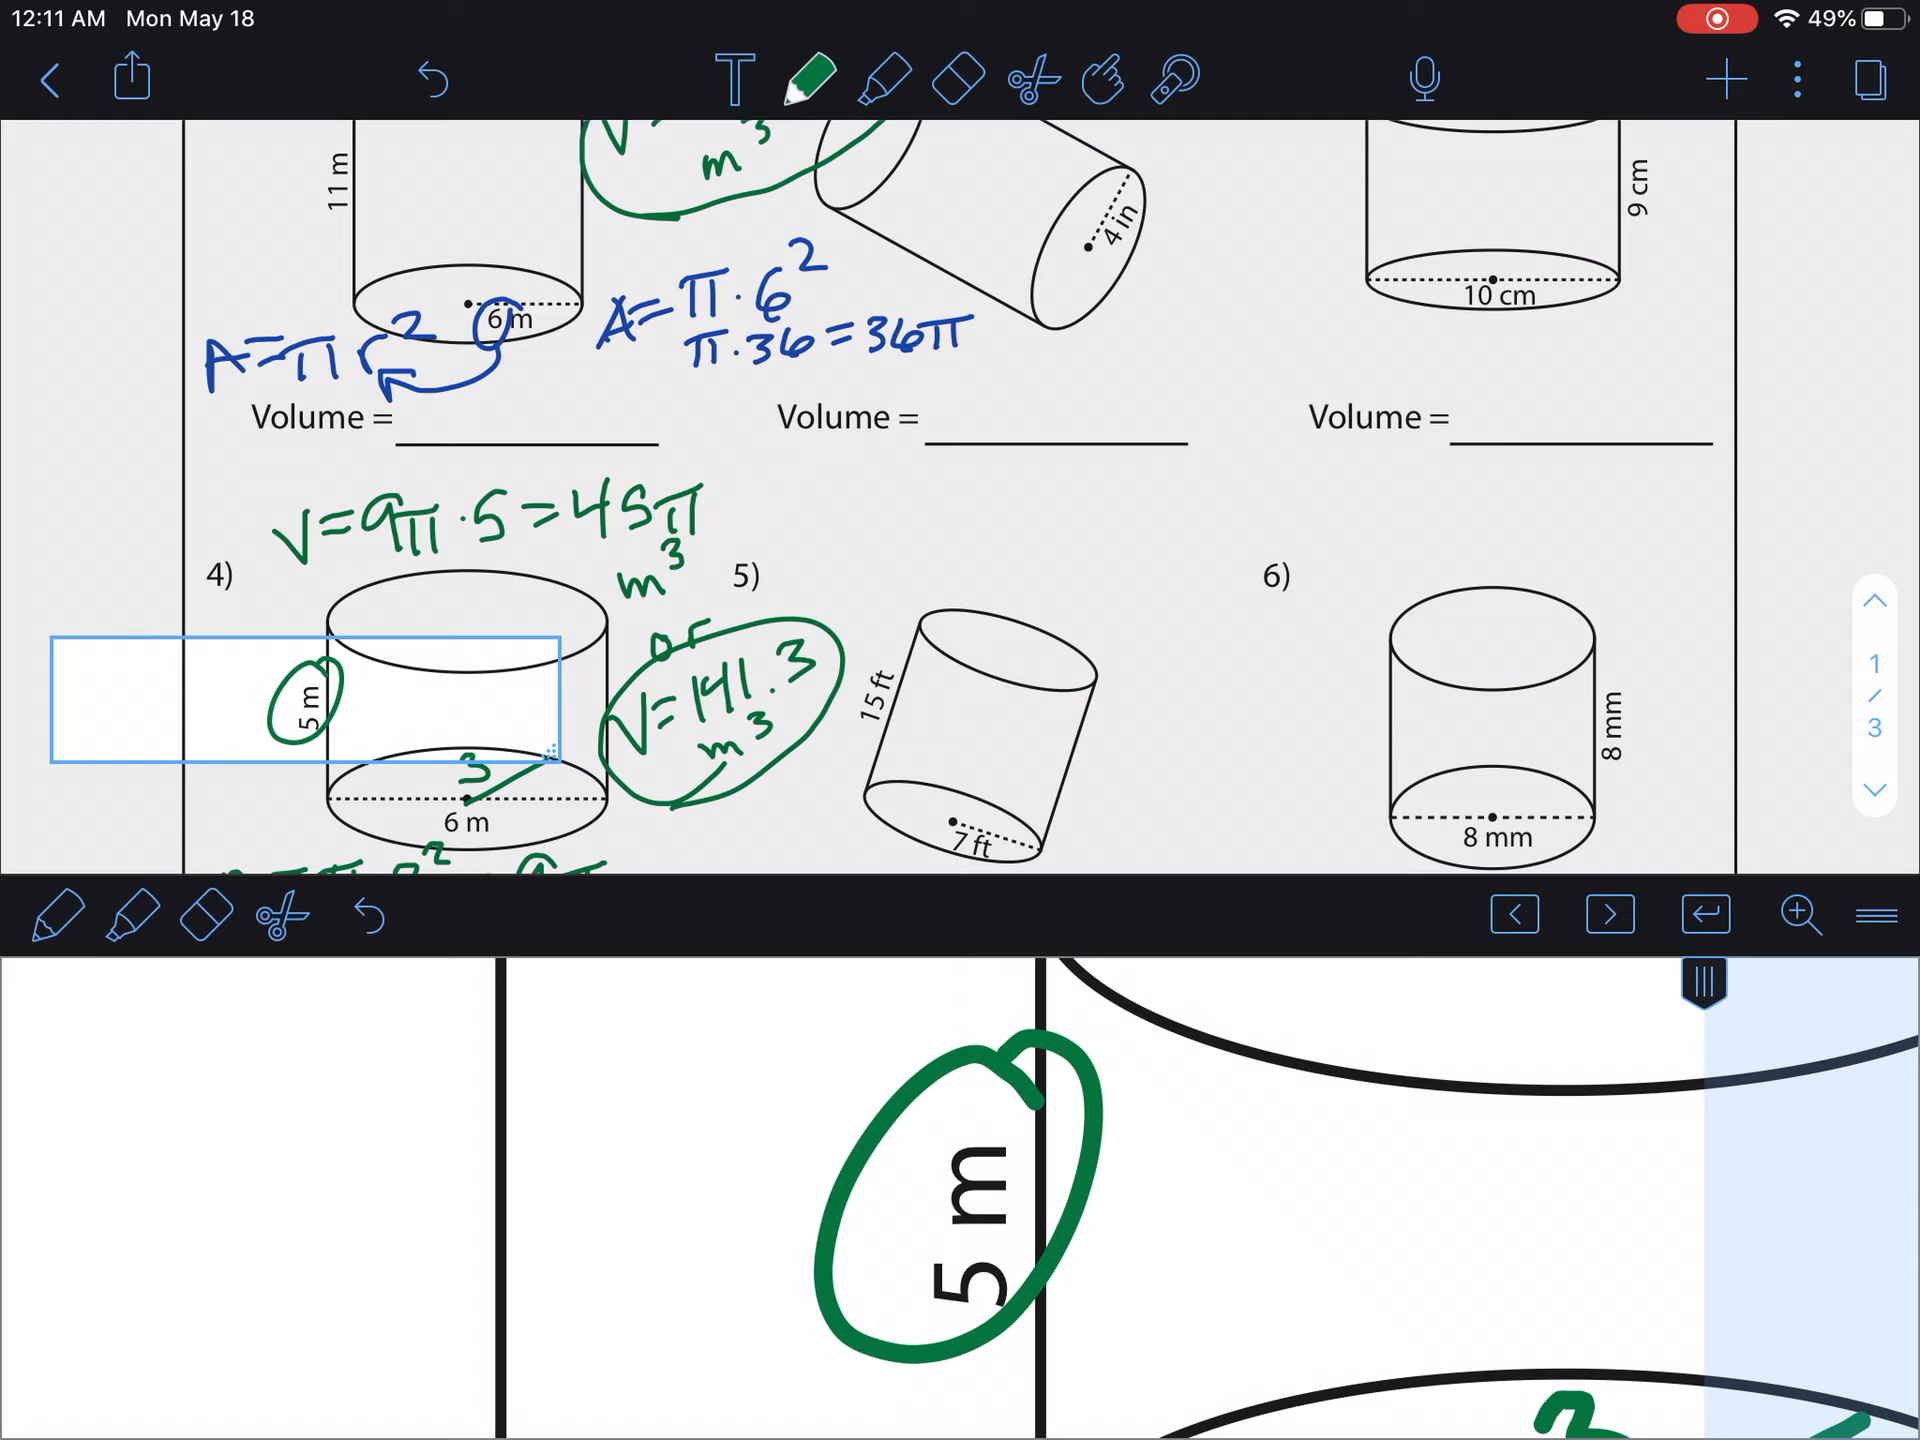 12:11 AM Mon May 18
49%
11 m
m³
4 in
9 cm
6 m
10 cm
A=πr²
A=π·6²
π·36=36π
Volume =
Volume =
Volume =
V=9π·5=45π
m³
4)
5)
6)
or
V=141.3
m³
5 m
3
6 m
15 ft
7 ft
8 mm
8 mm
1
/
3
5 m
3